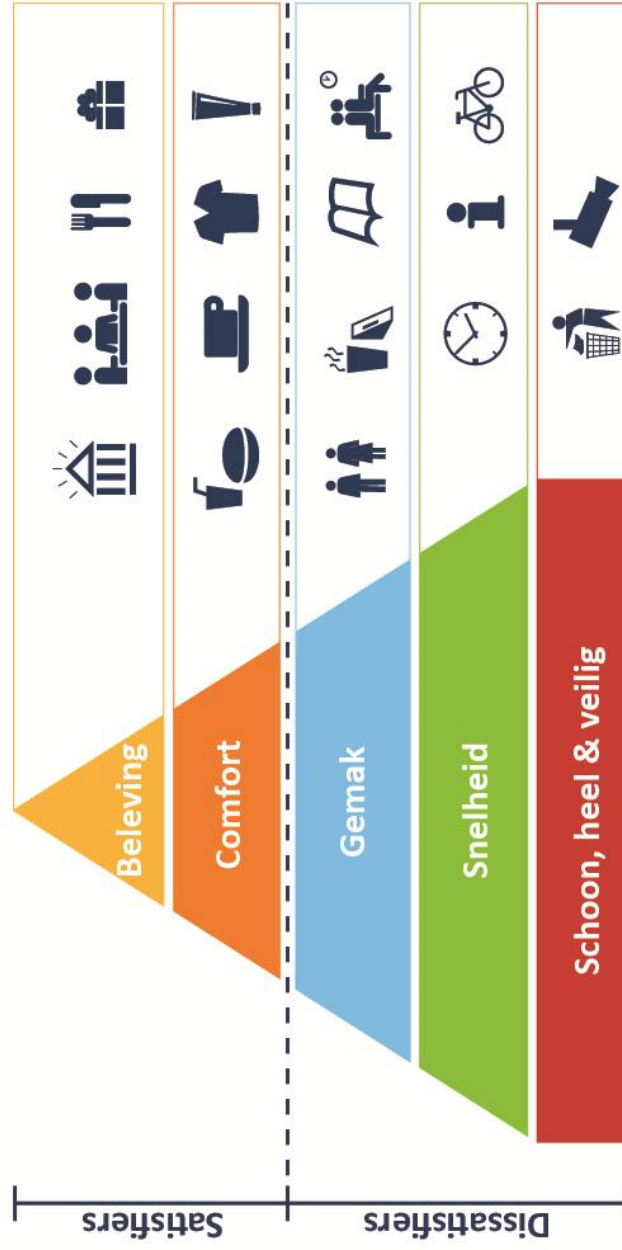 Satisfiers
Dissatisfiers
Beleving
Comfort
Gemak
Snelheid
Schoon, heel & veilig